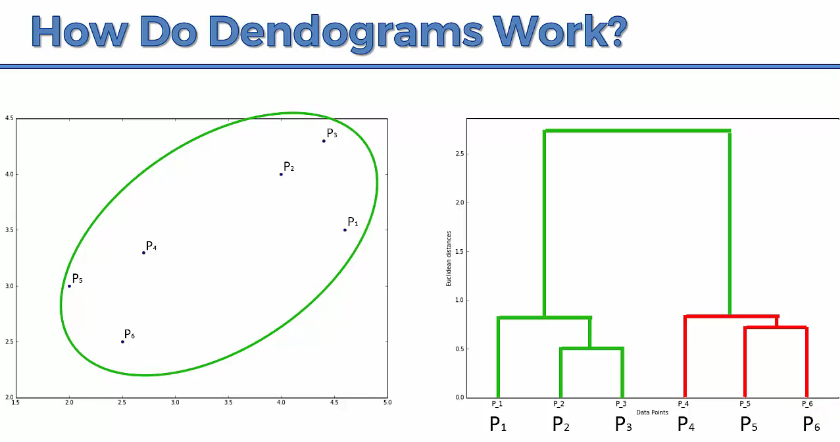 How Do Dendograms Work?
4.5
4.0
3.5
3.0
2.5
2.0
1.5 2.0 2.5 3.0 3.5 4.0 4.5 5.0
P3
P2
P1
P4
P5
P6
Euclidean distances
2.5
2.0
1.5
1.0
0.5
0.0
P_1 P_2 P_3 P_4 P_5 P_6
Data Points
P1 P2 P3 P4 P5 P6